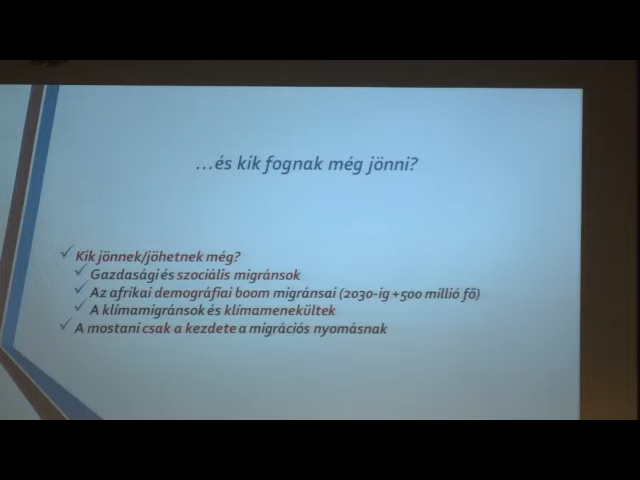 ...és kik fognak még jönni?
Kik jönnek/jöhetnek még?
Gazdasági és szociális migránsok
Az afrikai demográfiai boom migránsai (2030-ig +500 millió fő)
A klímamigránsok és klímamenekültek
A mostani csak a kezdete a migrációs nyomásnak